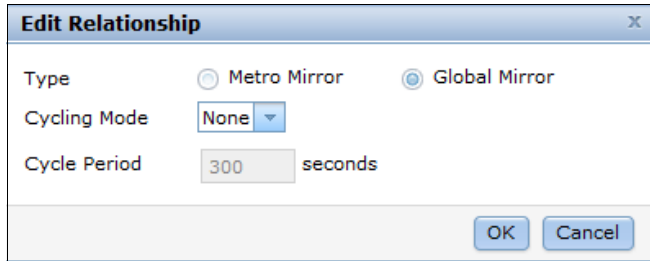 Edit Relationship x
Type Metro Mirror Global Mirror
Cycling Mode None
Cycle Period 300 seconds
OK Cancel